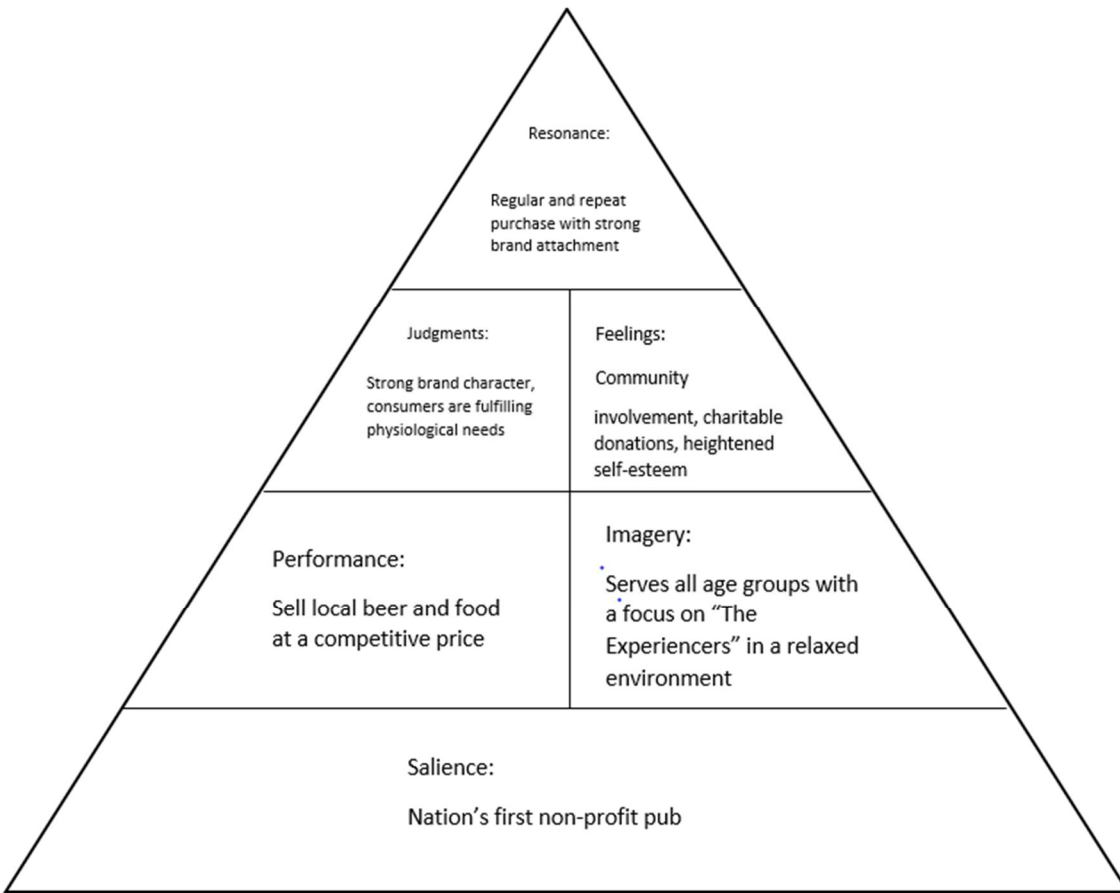 Resonance:
Regular and repeat
purchase with strong
brand attachment
Judgments:
Strong brand character,
consumers are fulfilling
physiological needs
Feelings:
Community
involvement, charitable
donations, heightened
self-esteem
Performance:
Sell local beer and food
at a competitive price
Imagery:
Serves all age groups with
a focus on “The
Experiencers” in a relaxed
environment
Salience:
Nation’s first non-profit pub